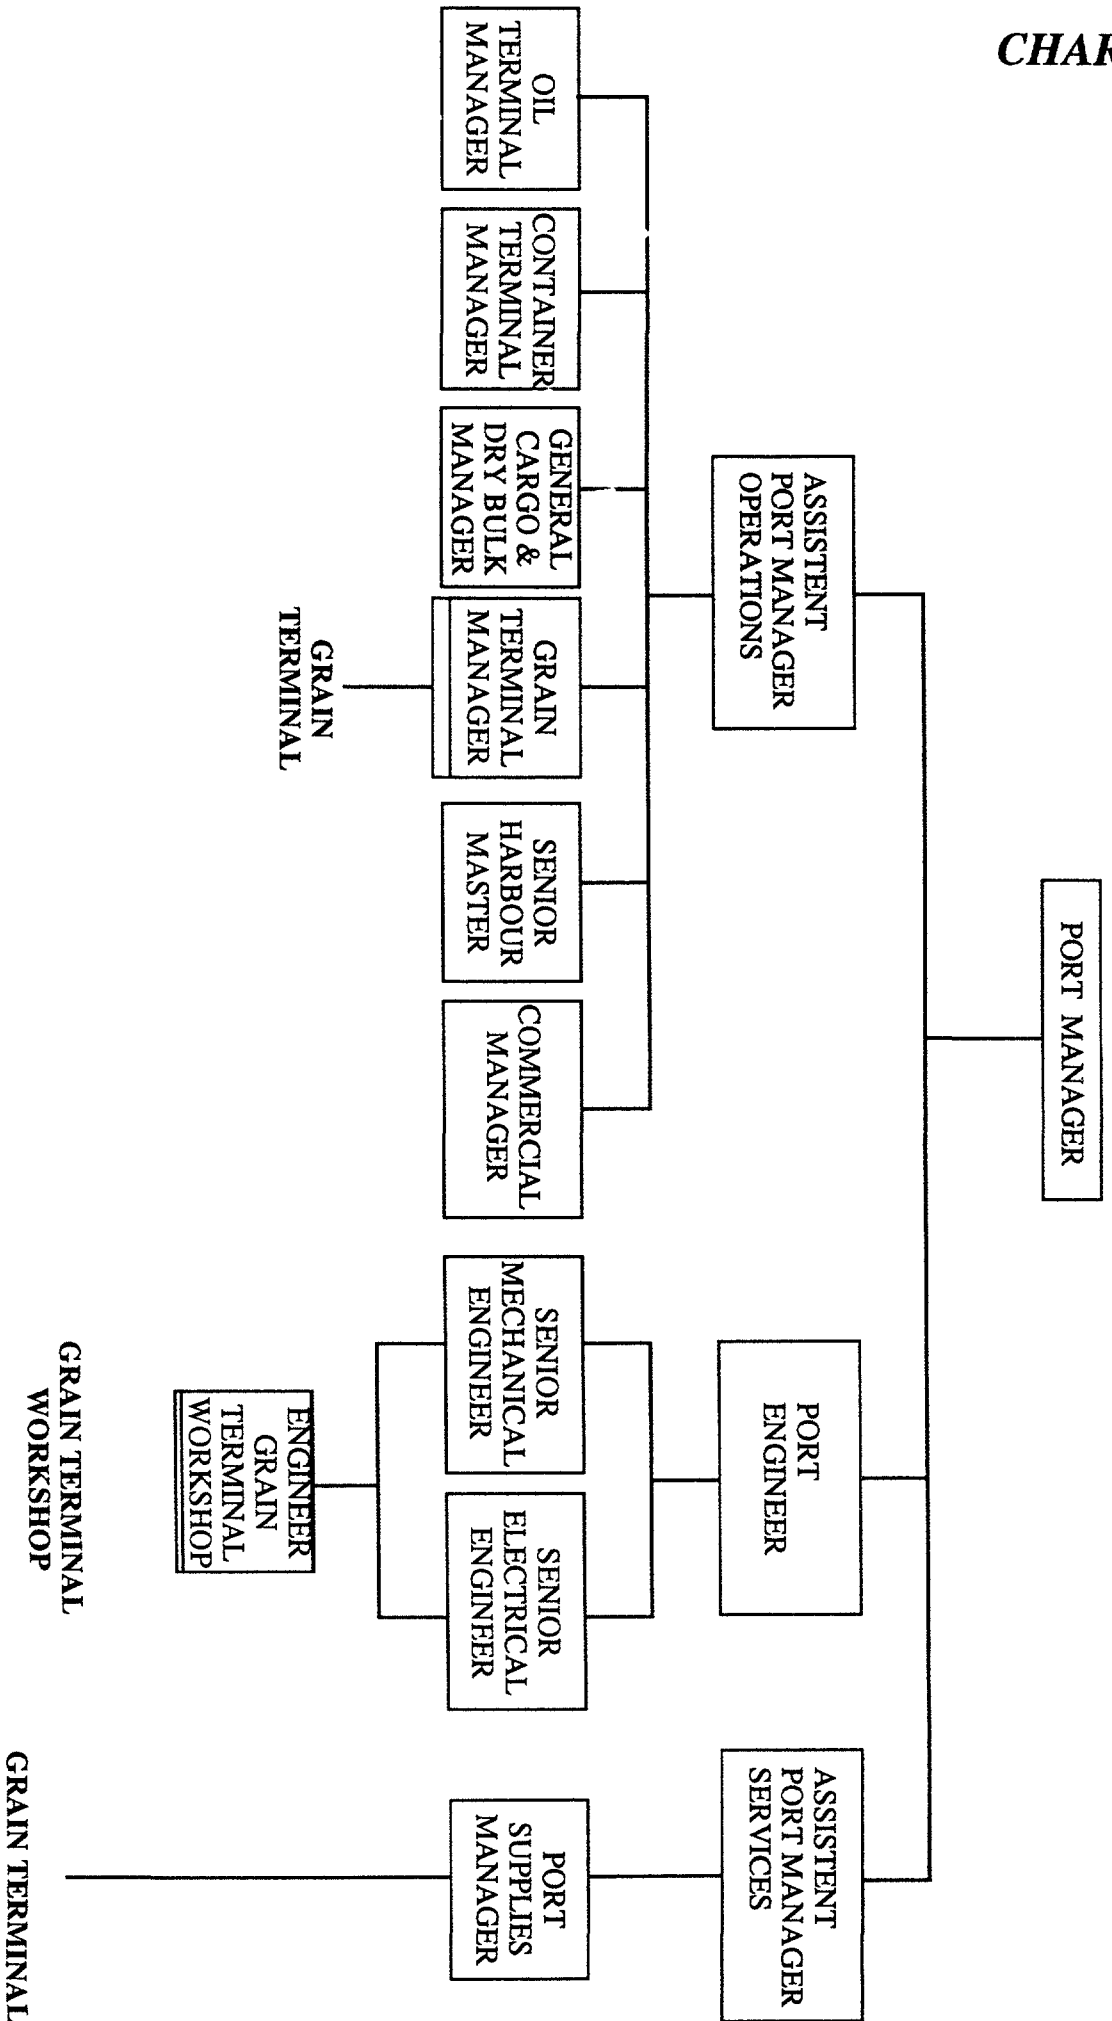 CHAR
PORT MANAGER
ASSISTENT
PORT MANAGER
OPERATIONS
PORT
ENGINEER
ASSISTENT
PORT MANAGER
SERVICES
OIL
TERMINAL
MANAGER
CONTAINER
TERMINAL
MANAGER
GENERAL
CARGO &
DRY BULK
MANAGER
GRAIN
TERMINAL
MANAGER
SENIOR
HARBOUR
MASTER
COMMERCIAL
MANAGER
SENIOR
MECHANICAL
ENGINEER
SENIOR
ELECTRICAL
ENGINEER
PORT
SUPPLIES
MANAGER
GRAIN
TERMINAL
ENGINEER
GRAIN
TERMINAL
WORKSHOP
GRAIN TERMINAL
WORKSHOP
GRAIN TERMINAL